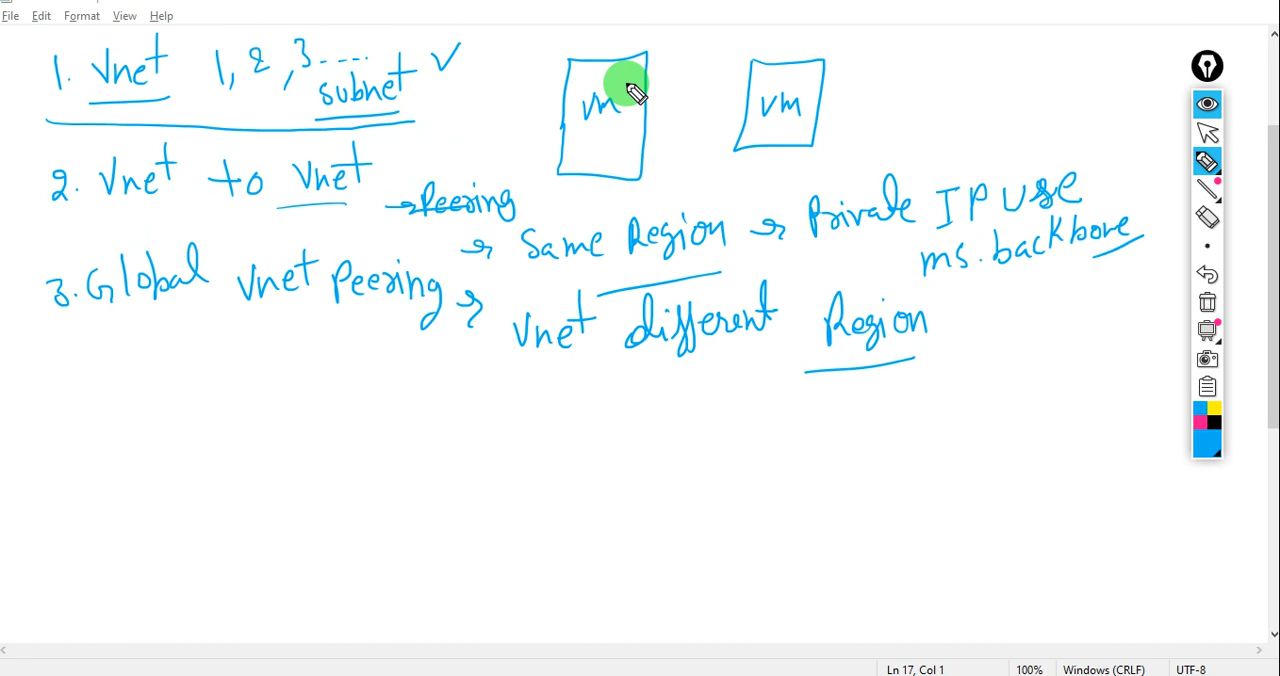 File Edit Format View Help
1. Vnet 1, 2, 3.... subnet
vm
vm
2. Vnet to Vnet → Peering
→ Same Region → Private IP use
ms. backbone
3. Global Vnet Peering →
Vnet different Region
Ln 17, Col 1 100% Windows (CRLF) UTF-8